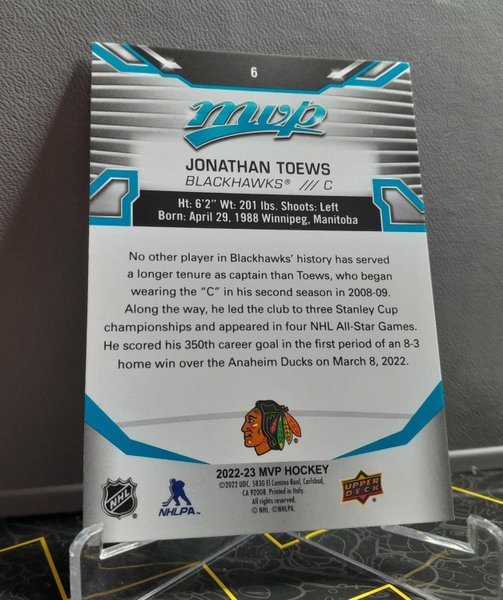 6
mvp
JONATHAN TOEWS
BLACKHAWKS® /// C
Ht: 6'2" Wt: 201 lbs. Shoots: Left
Born: April 29, 1988 Winnipeg, Manitoba
No other player in Blackhawks' history has served
a longer tenure as captain than Toews, who began
wearing the "C" in his second season in 2008-09.
Along the way, he led the club to three Stanley Cup
championships and appeared in four NHL All-Star Games.
He scored his 350th career goal in the first period of an 8-3
home win over the Anaheim Ducks on March 8, 2022.
2022-23 MVP HOCKEY
©2022 UDC. 5830 El Camino Real, Carlsbad,
CA 92008. Printed in Italy.
All rights reserved.
© NHL. ©NHLPA.
NHL
NHLPA
UPPER
DECK